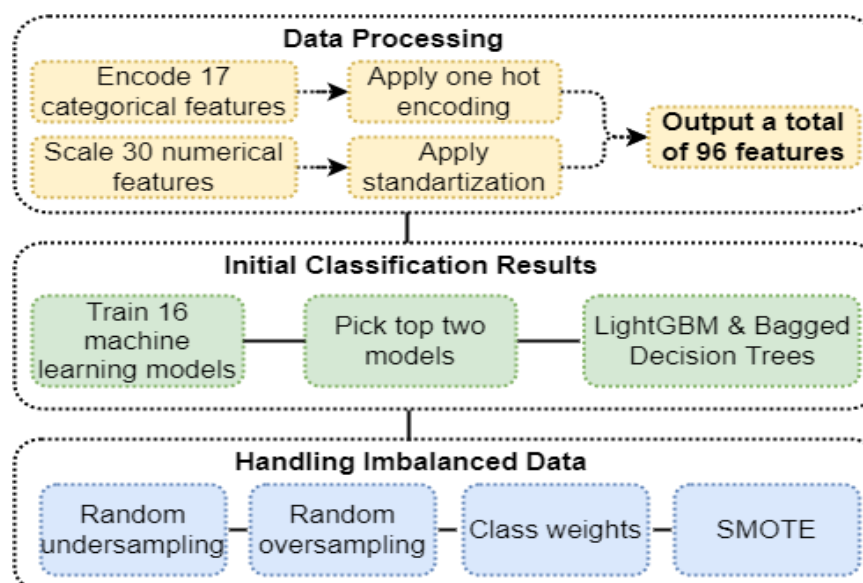 Data Processing
Encode 17
categorical features
Apply one hot
encoding
Scale 30 numerical
features
Apply
standartization
Output a total
of 96 features
Initial Classification Results
Train 16
machine
learning models
Pick top two
models
LightGBM & Bagged
Decision Trees
Handling Imbalanced Data
Random
undersampling
Random
oversampling
Class weights
SMOTE